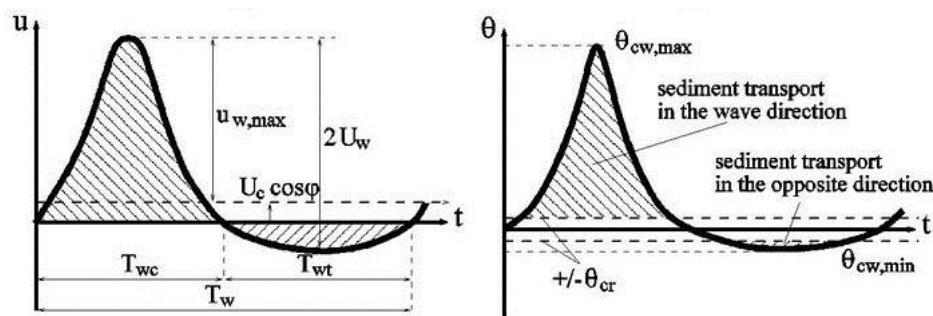 u
u_w,max
2 U_w
U_c cosφ
t
T_wc
T_wt
T_w
θ
θ_cw,max
sediment transport
in the wave direction
sediment transport
in the opposite direction
t
θ_cw,min
+/-θ_cr